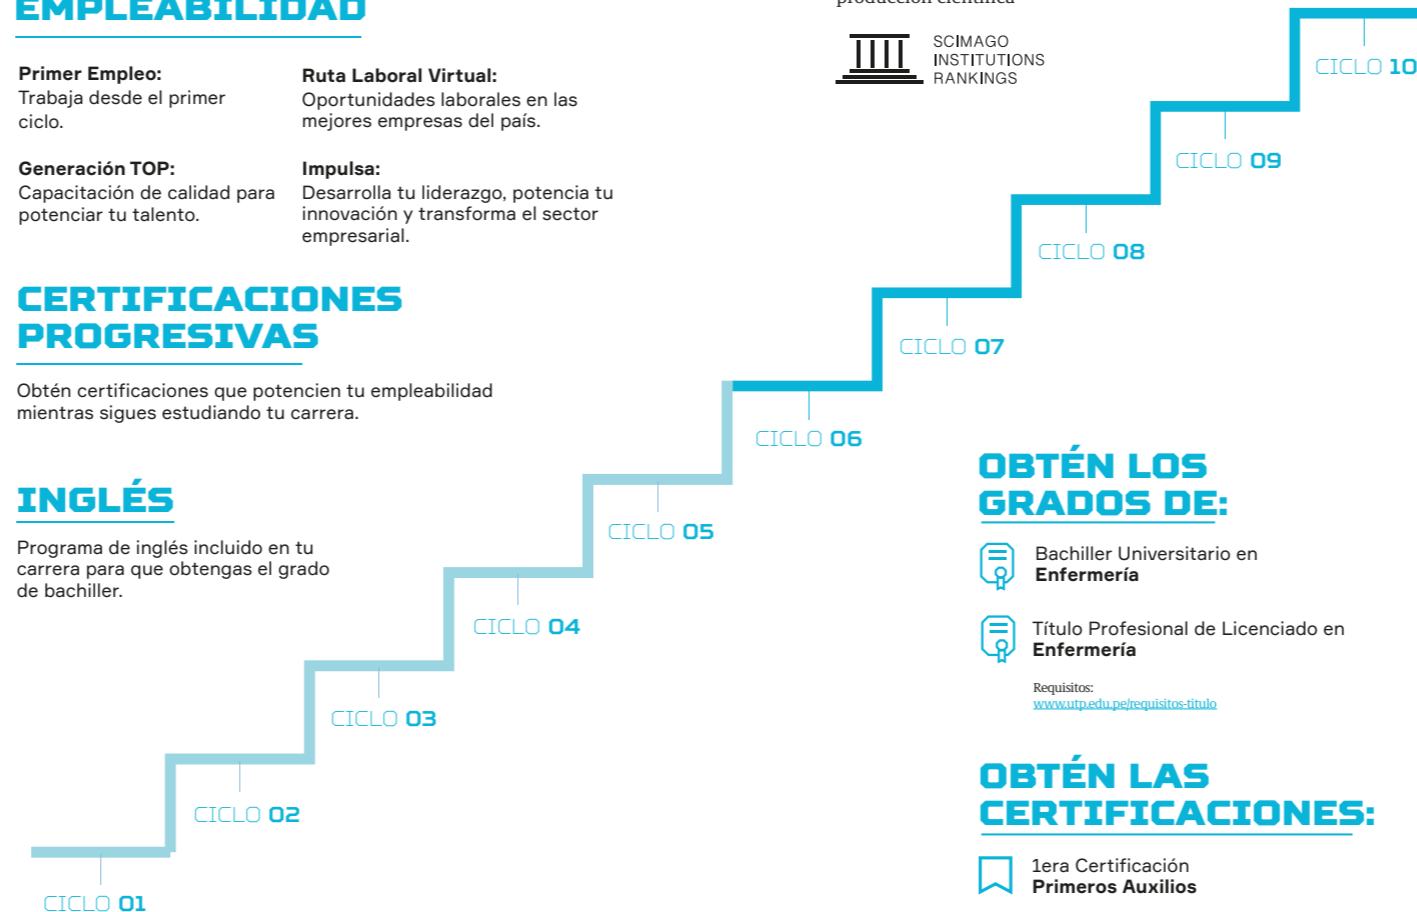 EMPLEABILIDAD
Primer Empleo:
Trabaja desde el primer
ciclo.
Ruta Laboral Virtual:
Oportunidades laborales en las
mejores empresas del país.
Generación TOP:
Capacitación de calidad para
potenciar tu talento.
Impulsa:
Desarrolla tu liderazgo, potencia tu
innovación y transforma el sector
empresarial.
CERTIFICACIONES
PROGRESIVAS
Obtén certificaciones que potencien tu empleabilidad
mientras sigues estudiando tu carrera.
INGLÉS
Programa de inglés incluido en tu
carrera para que obtengas el grado
de bachiller.
producción científica
SCIMAGO
INSTITUTIONS
RANKINGS
CICLO 10
CICLO 09
CICLO 08
CICLO 07
CICLO 06
CICLO 05
CICLO 04
CICLO 03
CICLO 02
CICLO 01
OBTÉN LOS
GRADOS DE:
Bachiller Universitario en
Enfermería
Título Profesional de Licenciado en
Enfermería
Requisitos:
www.utp.edu.pe/requisitos-titulo
OBTÉN LAS
CERTIFICACIONES:
1era Certificación
Primeros Auxilios